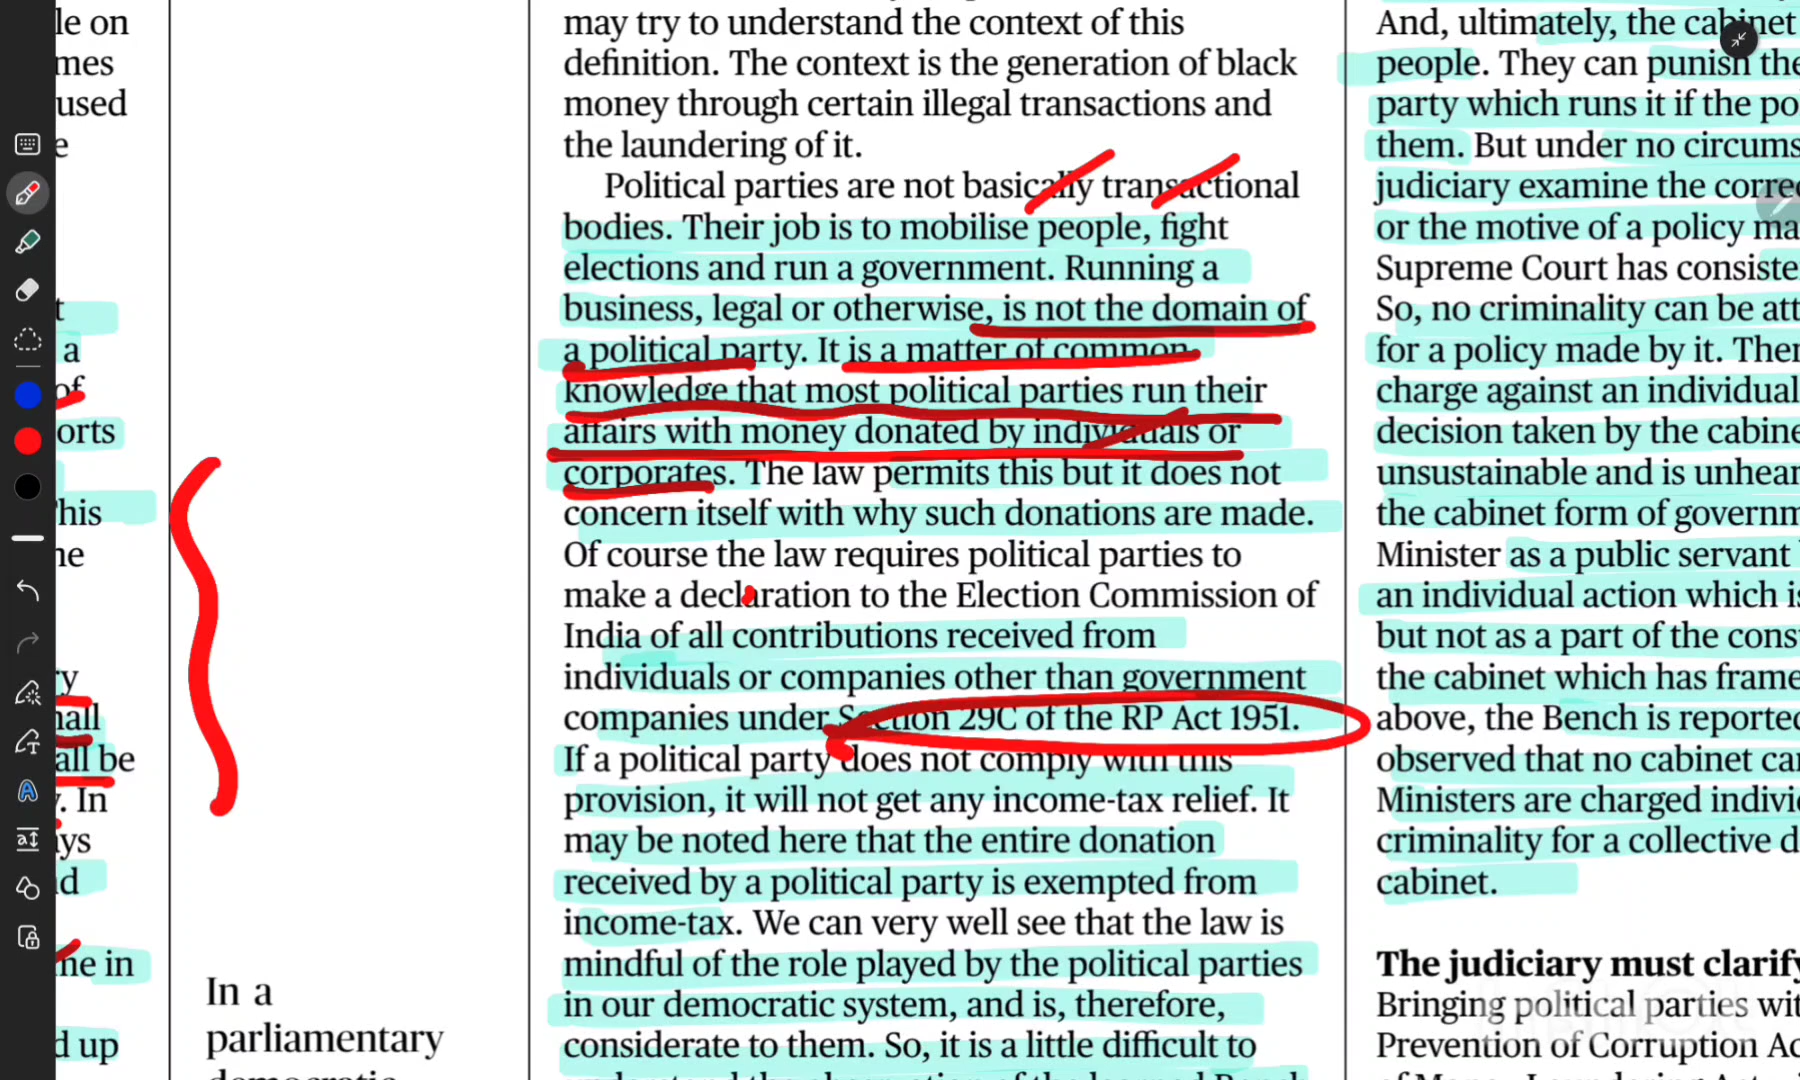 le on
mes
used
e
t
a
of
orts
his
ne
ry
all
all be
. In
ys
d
me in
d up
In a
parliamentary
may try to understand the context of this
definition. The context is the generation of black
money through certain illegal transactions and
the laundering of it.
Political parties are not basically transactional
bodies. Their job is to mobilise people, fight
elections and run a government. Running a
business, legal or otherwise, is not the domain of
a political party. It is a matter of common
knowledge that most political parties run their
affairs with money donated by individuals or
corporates. The law permits this but it does not
concern itself with why such donations are made.
Of course the law requires political parties to
make a declaration to the Election Commission of
India of all contributions received from
individuals or companies other than government
companies under Section 29C of the RP Act 1951.
If a political party does not comply with this
provision, it will not get any income-tax relief. It
may be noted here that the entire donation
received by a political party is exempted from
income-tax. We can very well see that the law is
mindful of the role played by the political parties
in our democratic system, and is, therefore,
considerate to them. So, it is a little difficult to
And, ultimately, the cabinet
people. They can punish the
party which runs it if the po
them. But under no circums
judiciary examine the correc
or the motive of a policy ma
Supreme Court has consiste
So, no criminality can be att
for a policy made by it. Ther
charge against an individual
decision taken by the cabine
unsustainable and is unhear
the cabinet form of governm
Minister as a public servant
an individual action which is
but not as a part of the cons
the cabinet which has frame
above, the Bench is reported
observed that no cabinet can
Ministers are charged individ
criminality for a collective d
cabinet.
The judiciary must clarify
Bringing political parties wit
Prevention of Corruption Ac